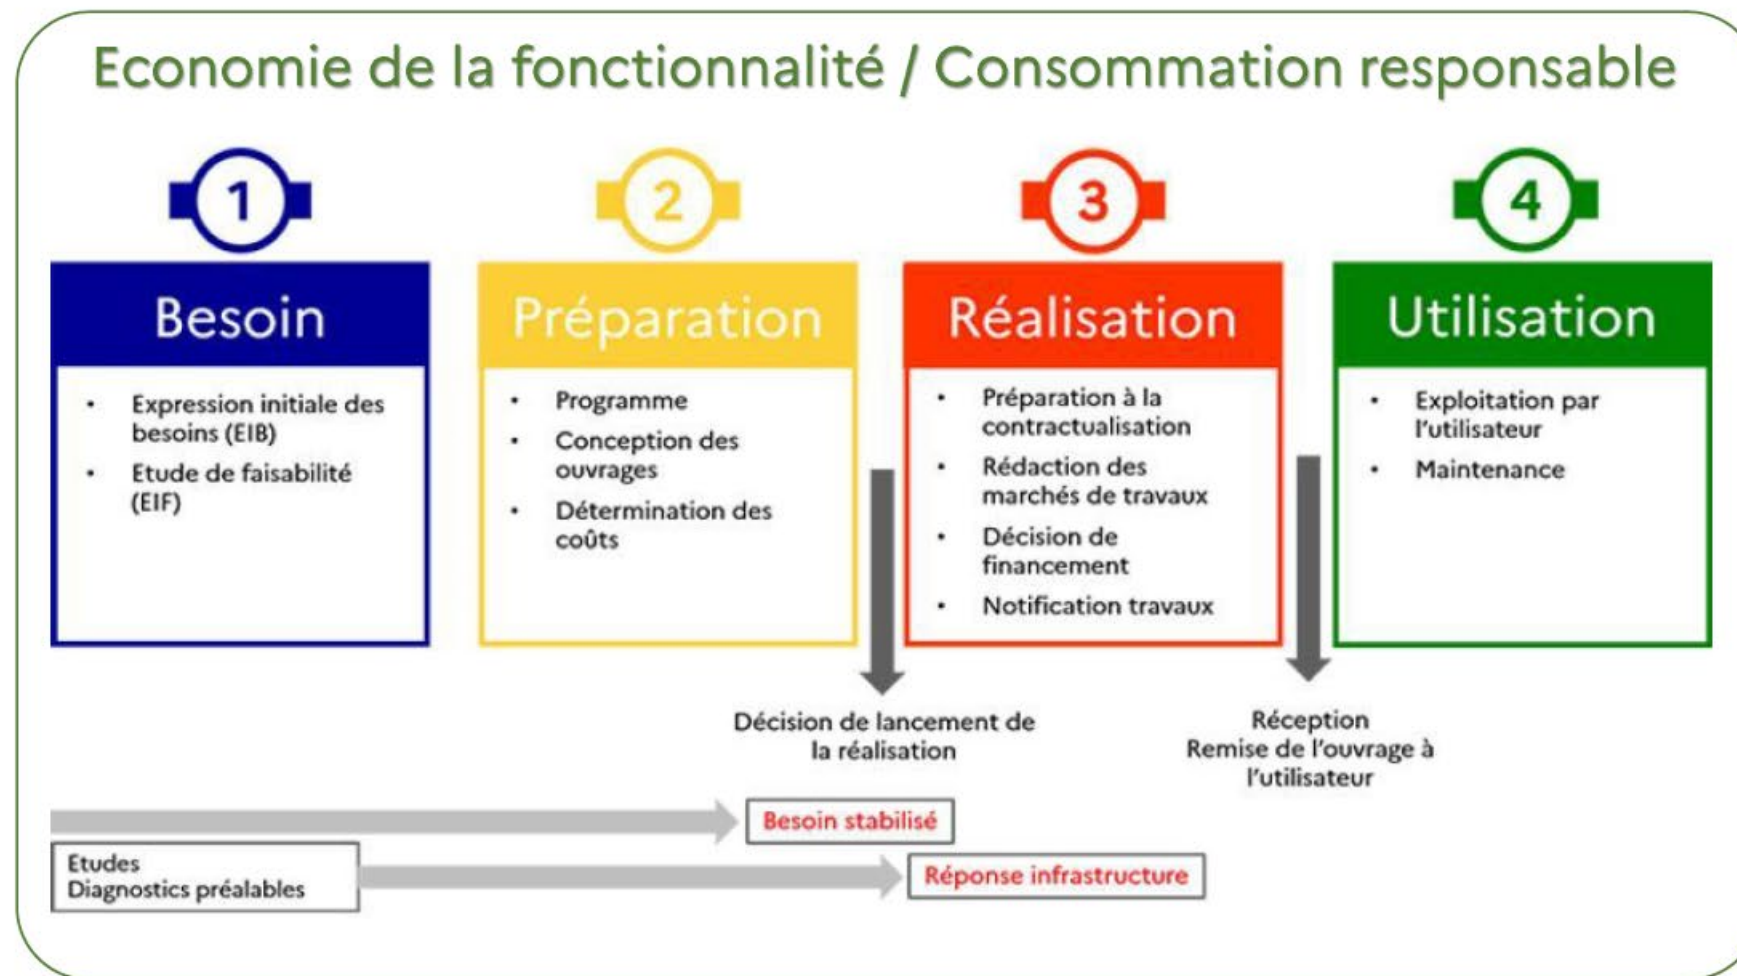 Economie de la fonctionnalité / Consommation responsable
1
Besoin
• Expression initiale des
besoins (EIB)
• Etude de faisabilité
(EIF)
2
Préparation
• Programme
• Conception des
ouvrages
• Détermination des
coûts
3
Réalisation
• Préparation à la
contractualisation
• Rédaction des
marchés de travaux
• Décision de
financement
• Notification travaux
4
Utilisation
• Exploitation par
l'utilisateur
• Maintenance
Décision de lancement de
la réalisation
Réception
Remise de l'ouvrage à
l'utilisateur
Besoin stabilisé
Etudes
Diagnostics préalables
Réponse infrastructure